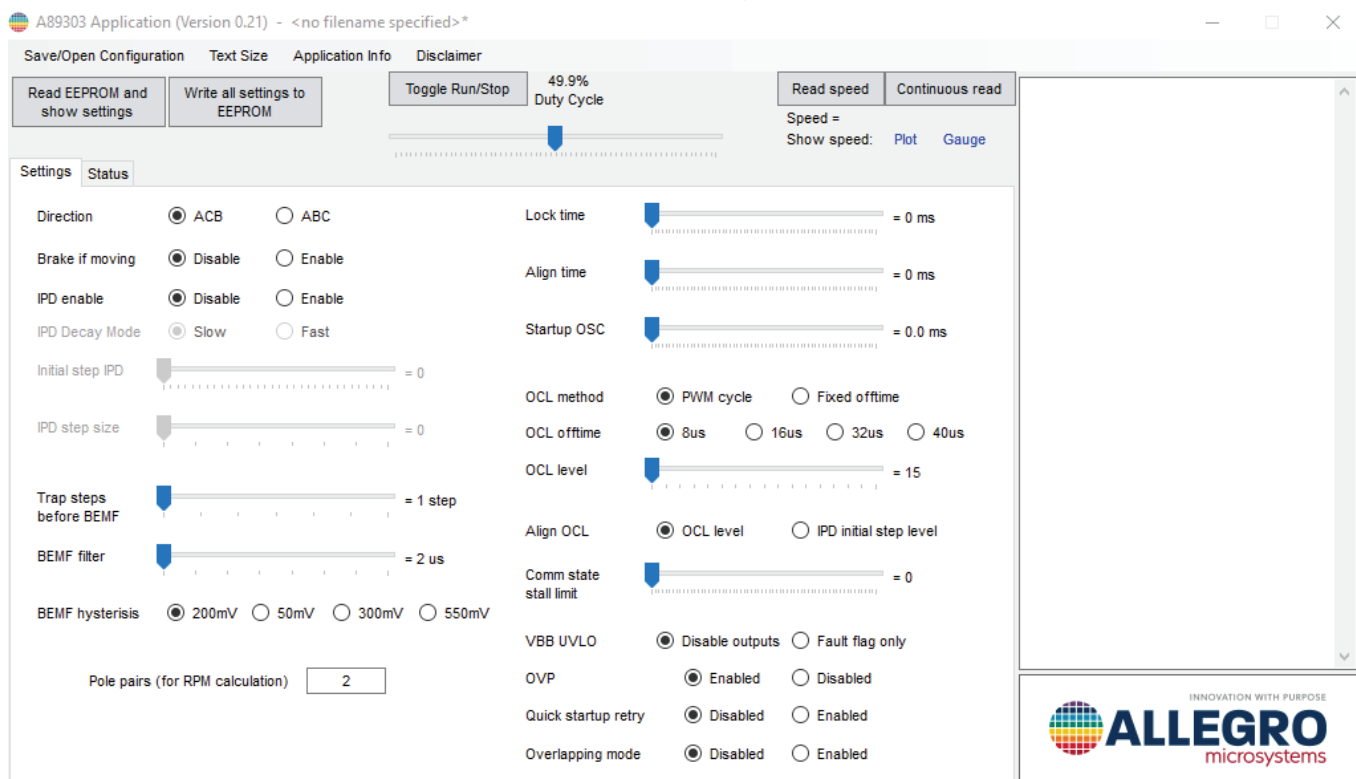 A89303 Application (Version 0.21) - <no filename specified>*
Save/Open Configuration Text Size Application Info Disclaimer
Read EEPROM and
show settings
Write all settings to
EEPROM
Toggle Run/Stop
49.9%
Duty Cycle
Read speed
Continuous read
Speed =
Show speed: Plot Gauge
Settings Status
Direction ACB ABC
Brake if moving Disable Enable
IPD enable Disable Enable
IPD Decay Mode Slow Fast
Initial step IPD = 0
IPD step size = 0
Trap steps
before BEMF
= 1 step
BEMF filter = 2 us
BEMF hysterisis 200mV 50mV 300mV 550mV
Pole pairs (for RPM calculation) 2
Lock time = 0 ms
Align time = 0 ms
Startup OSC = 0.0 ms
OCL method PWM cycle Fixed offtime
OCL offtime 8us 16us 32us 40us
OCL level = 15
Align OCL OCL level IPD initial step level
Comm state
stall limit
= 0
VBB UVLO Disable outputs Fault flag only
OVP Enabled Disabled
Quick startup retry Disabled Enabled
Overlapping mode Disabled Enabled
INNOVATION WITH PURPOSE
ALLEGRO
microsystems